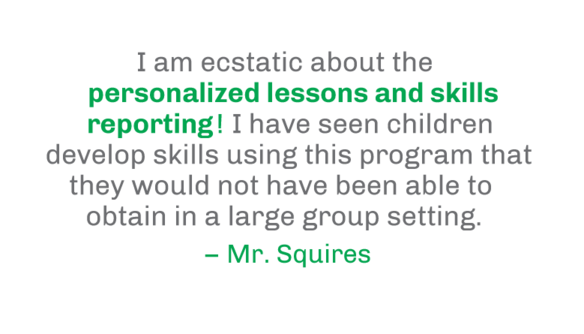 I am ecstatic about the
personalized lessons and skills
reporting! I have seen children
develop skills using this program that
they would not have been able to
obtain in a large group setting.
– Mr. Squires